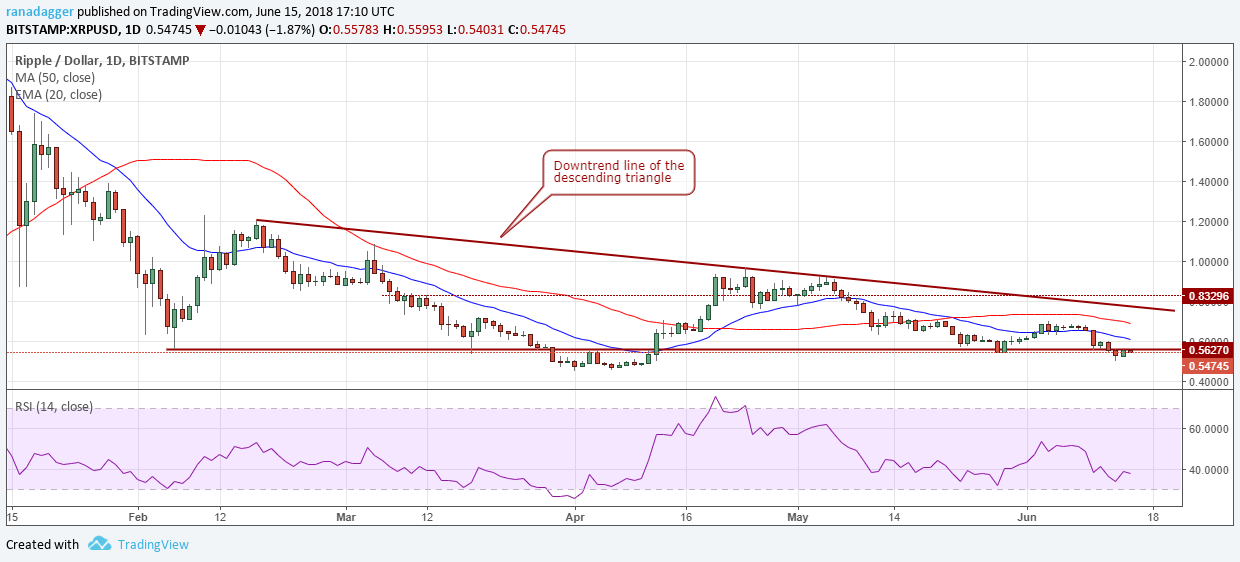 ranadagger published on TradingView.com, June 15, 2018 17:10 UTC
BITSTAMP:XRPUSD, 1D 0.54745 ▼ −0.01043 (−1.87%) O:0.55783 H:0.55953 L:0.54031 C:0.54745
Ripple / Dollar, 1D, BITSTAMP
MA (50, close)
EMA (20, close)
Downtrend line of the
descending triangle
2.00000
1.80000
1.60000
1.40000
1.20000
1.00000
0.83296
0.56270
0.54745
0.40000
RSI (14, close)
60.0000
40.0000
15 Feb 12 Mar 12 Apr 16 May 14 Jun 18
Created with TradingView